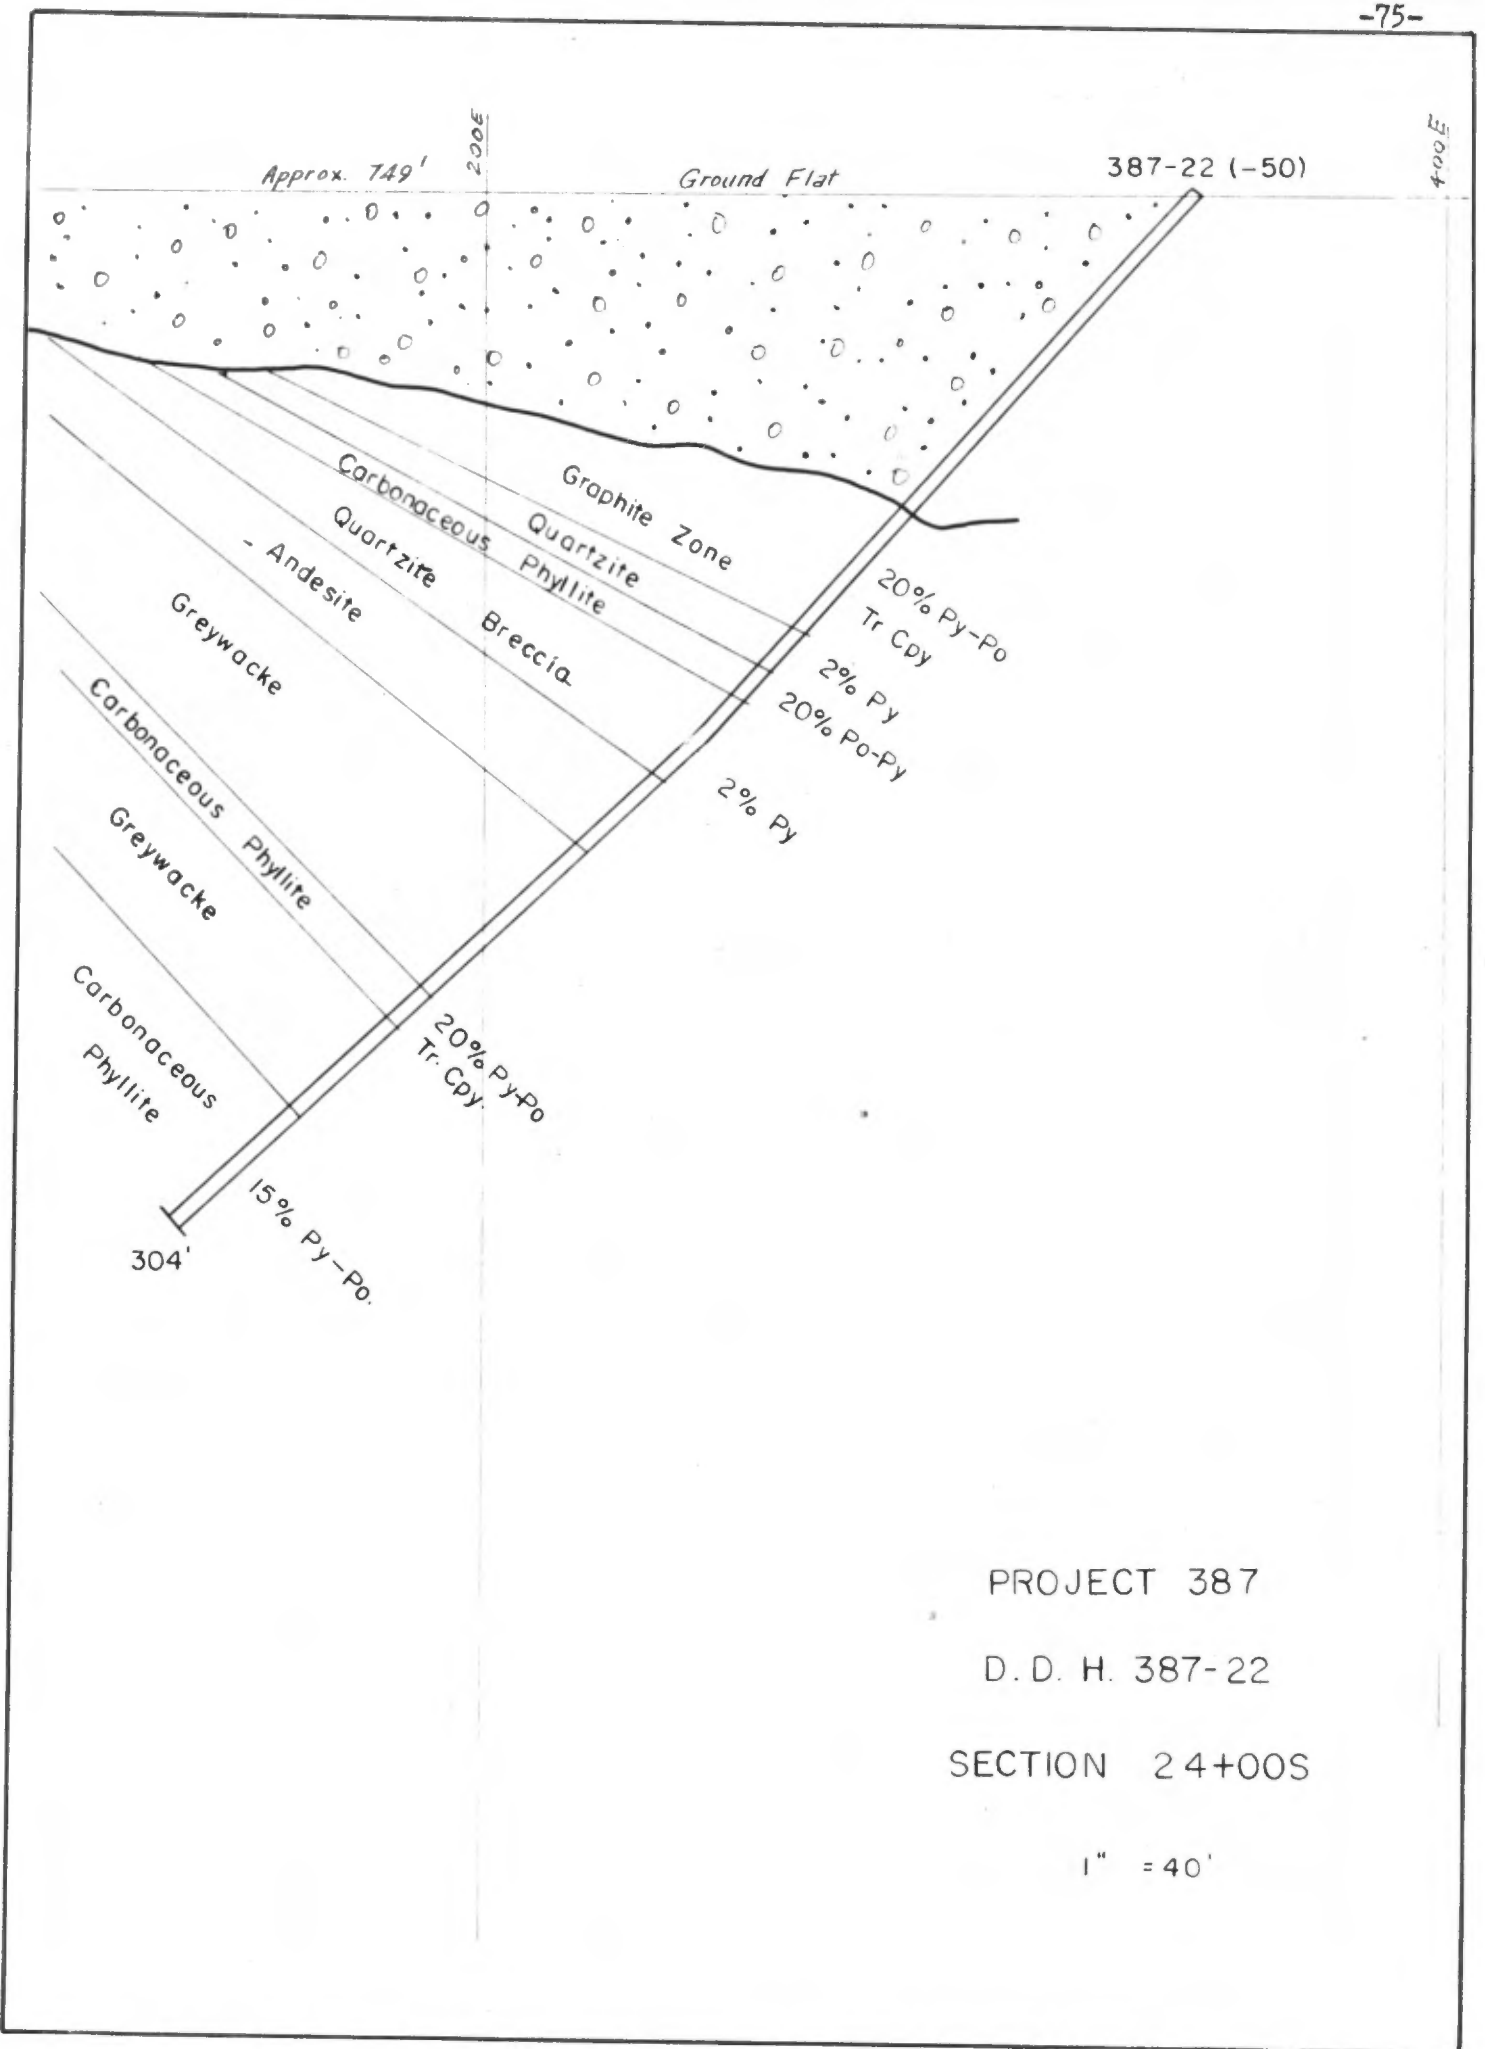 -75-
200E
400E
Approx. 749'
Ground Flat
387-22 (-50)
Graphite Zone
Quartzite
Carbonaceous Phyllite
Quartzite Breccia
Andesite
Greywacke
Carbonaceous Phyllite
Greywacke
Carbonaceous
Phyllite
20% Py-Po
Tr Cpy
2% Py
20% Po-Py
2% Py
20% Py-Po
Tr. Cpy.
15% Py-Po.
304'
PROJECT 387
D. D. H. 387-22
SECTION 24+00S
1" = 40'